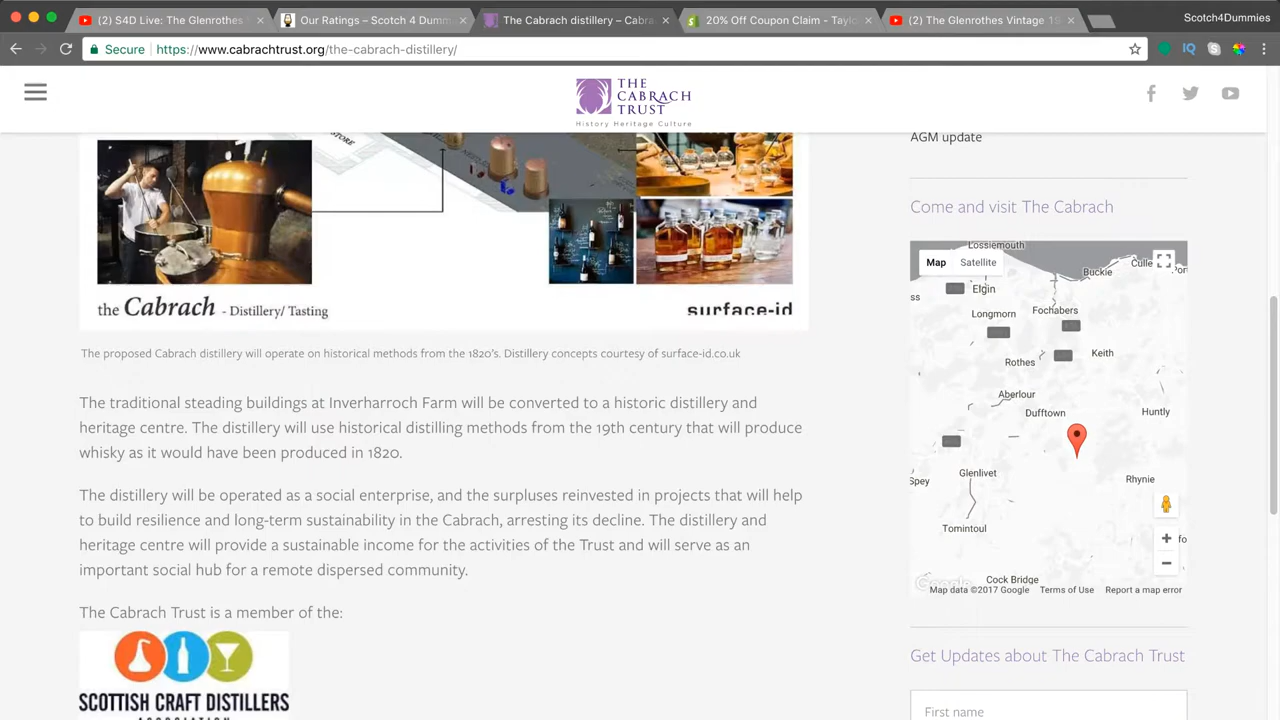 (2) S4D Live: The Glenrothes
Our Ratings – Scotch 4 Dumm
The Cabrach distillery – Cabra
20% Off Coupon Claim - Taylo
(2) The Glenrothes Vintage 19
Scotch4Dummies
Secure
https://www.cabrachtrust.org/the-cabrach-distillery/
IQ
THE
CABRACH
TRUST
History Heritage Culture
STORE
the Cabrach - Distillery/ Tasting
surface-id
The proposed Cabrach distillery will operate on historical methods from the 1820's. Distillery concepts courtesy of surface-id.co.uk
The traditional steading buildings at Inverharroch Farm will be converted to a historic distillery and
heritage centre. The distillery will use historical distilling methods from the 19th century that will produce
whisky as it would have been produced in 1820.
The distillery will be operated as a social enterprise, and the surpluses reinvested in projects that will help
to build resilience and long-term sustainability in the Cabrach, arresting its decline. The distillery and
heritage centre will provide a sustainable income for the activities of the Trust and will serve as an
important social hub for a remote dispersed community.
The Cabrach Trust is a member of the:
SCOTTISH CRAFT DISTILLERS
AGM update
Come and visit The Cabrach
Map
Satellite
Lossiemouth
Buckie
Culle
Por
ss
Elgin
Longmorn
Fochabers
Rothes
Keith
Aberlour
Dufftown
Huntly
Glenlivet
Spey
Rhynie
Tomintoul
fo
Cock Bridge
Google
Map data ©2017 Google
Terms of Use
Report a map error
Get Updates about The Cabrach Trust
First name